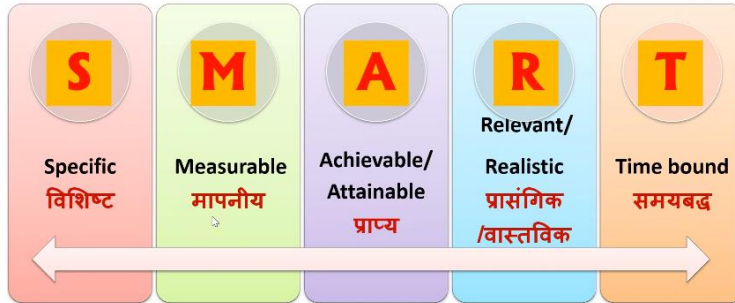 S
Specific
विशिष्ट
M
Measurable
मापनीय
A
Achievable/
Attainable
प्राप्य
R
Relevant/
Realistic
प्रासंगिक
/वास्तविक
T
Time bound
समयबद्ध